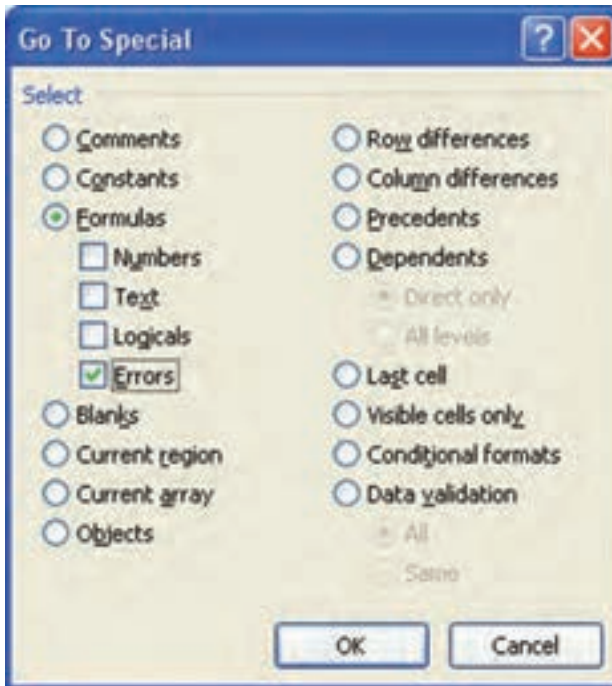 Go To Special
Select
Comments
Constants
Formulas
Numbers
Text
Logicals
Errors
Blanks
Current region
Current array
Objects
Row differences
Column differences
Precedents
Dependents
Direct only
All levels
Last cell
Visible cells only
Conditional formats
Data validation
All
Same
OK
Cancel